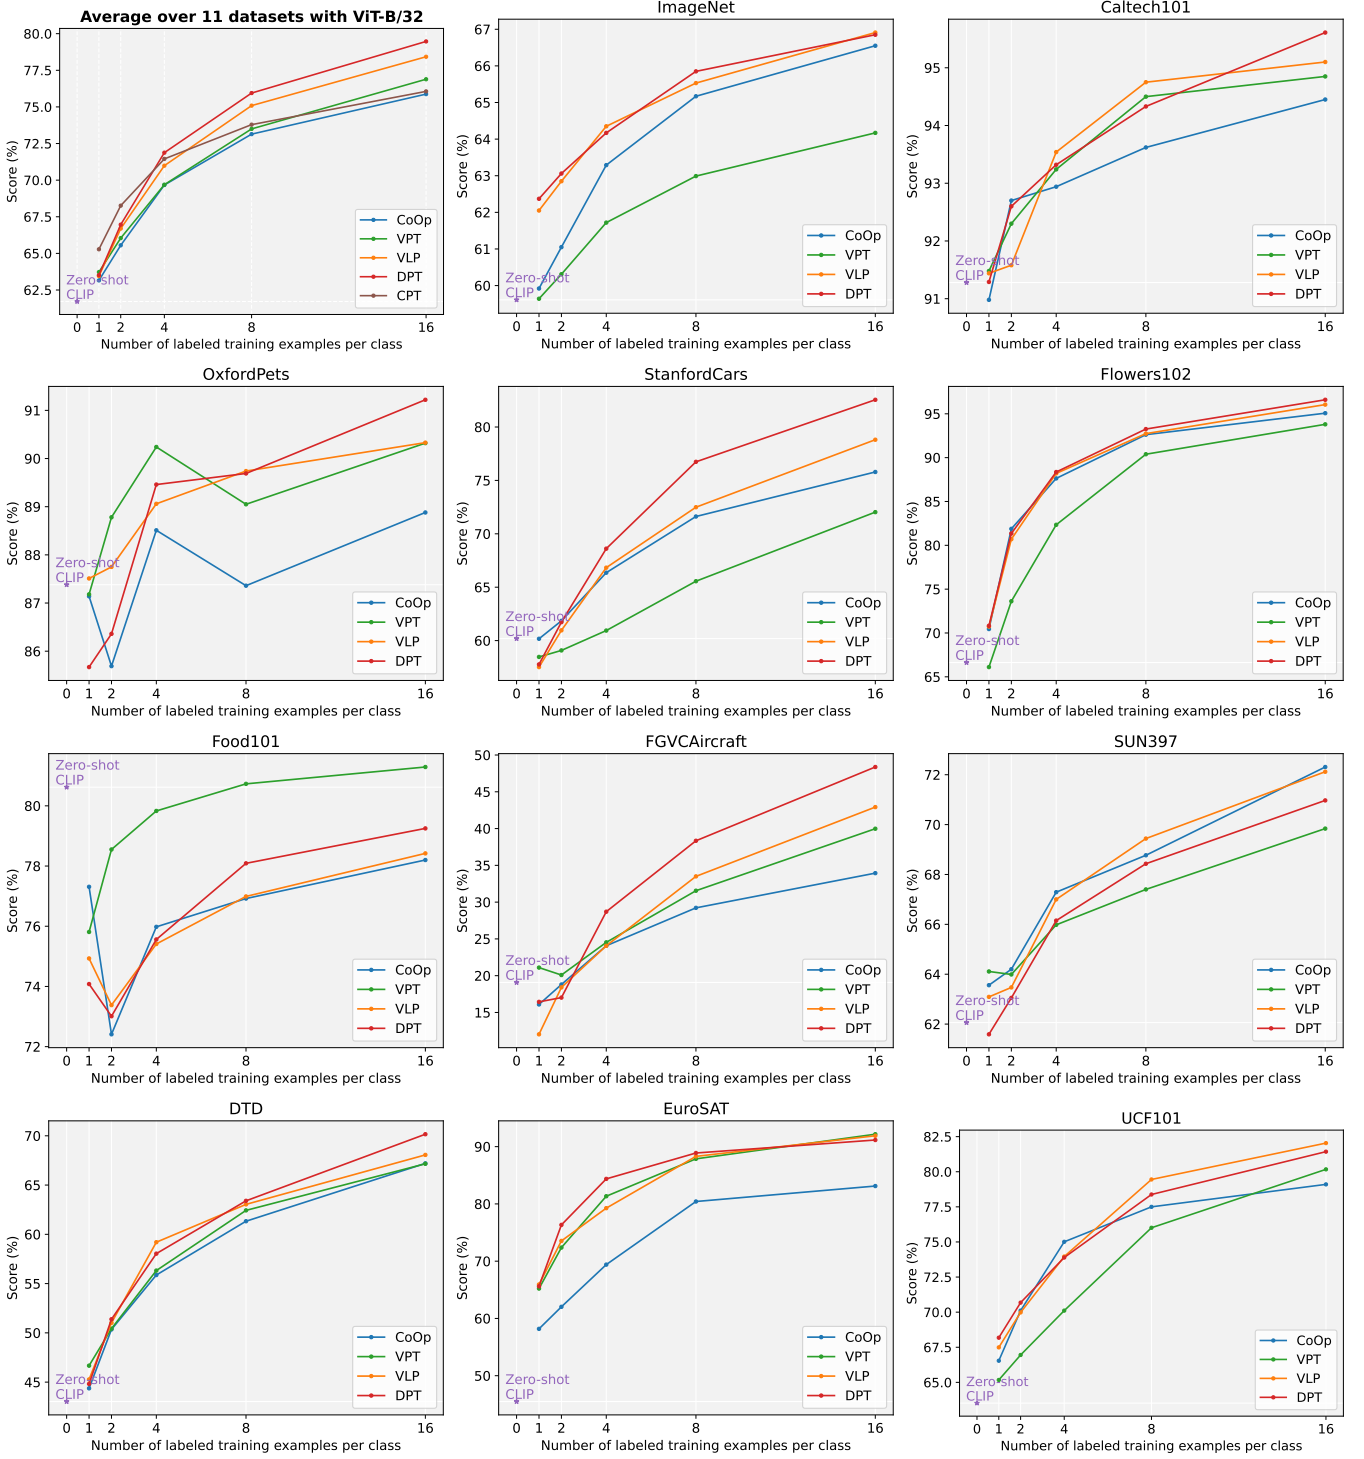 Average over 11 datasets with ViT-B/32
80.0
77.5
75.0
72.5
70.0
67.5
65.0
62.5
Score (%)
Zero-shot
CLIP
CoOp
VPT
VLP
DPT
CPT
0 1 2 4 8 16
Number of labeled training examples per class
ImageNet
67
66
65
64
63
62
61
60
Score (%)
Zero-shot
CLIP
CoOp
VPT
VLP
DPT
0 1 2 4 8 16
Number of labeled training examples per class
Caltech101
95
94
93
92
91
Score (%)
Zero-shot
CLIP
CoOp
VPT
VLP
DPT
0 1 2 4 8 16
Number of labeled training examples per class
OxfordPets
91
90
89
88
87
86
Score (%)
Zero-shot
CLIP
CoOp
VPT
VLP
DPT
0 1 2 4 8 16
Number of labeled training examples per class
StanfordCars
80
75
70
65
60
Score (%)
Zero-shot
CLIP
CoOp
VPT
VLP
DPT
0 1 2 4 8 16
Number of labeled training examples per class
Flowers102
95
90
85
80
75
70
65
Score (%)
Zero-shot
CLIP
CoOp
VPT
VLP
DPT
0 1 2 4 8 16
Number of labeled training examples per class
Food101
80
78
76
74
72
Score (%)
Zero-shot
CLIP
CoOp
VPT
VLP
DPT
0 1 2 4 8 16
Number of labeled training examples per class
FGVCAircraft
50
45
40
35
30
25
20
15
Score (%)
Zero-shot
CLIP
CoOp
VPT
VLP
DPT
0 1 2 4 8 16
Number of labeled training examples per class
SUN397
72
70
68
66
64
62
Score (%)
Zero-shot
CLIP
CoOp
VPT
VLP
DPT
0 1 2 4 8 16
Number of labeled training examples per class
DTD
70
65
60
55
50
45
Score (%)
Zero-shot
CLIP
CoOp
VPT
VLP
DPT
0 1 2 4 8 16
Number of labeled training examples per class
EuroSAT
90
80
70
60
50
Score (%)
Zero-shot
CLIP
CoOp
VPT
VLP
DPT
0 1 2 4 8 16
Number of labeled training examples per class
UCF101
82.5
80.0
77.5
75.0
72.5
70.0
67.5
65.0
Score (%)
Zero-shot
CLIP
CoOp
VPT
VLP
DPT
0 1 2 4 8 16
Number of labeled training examples per class